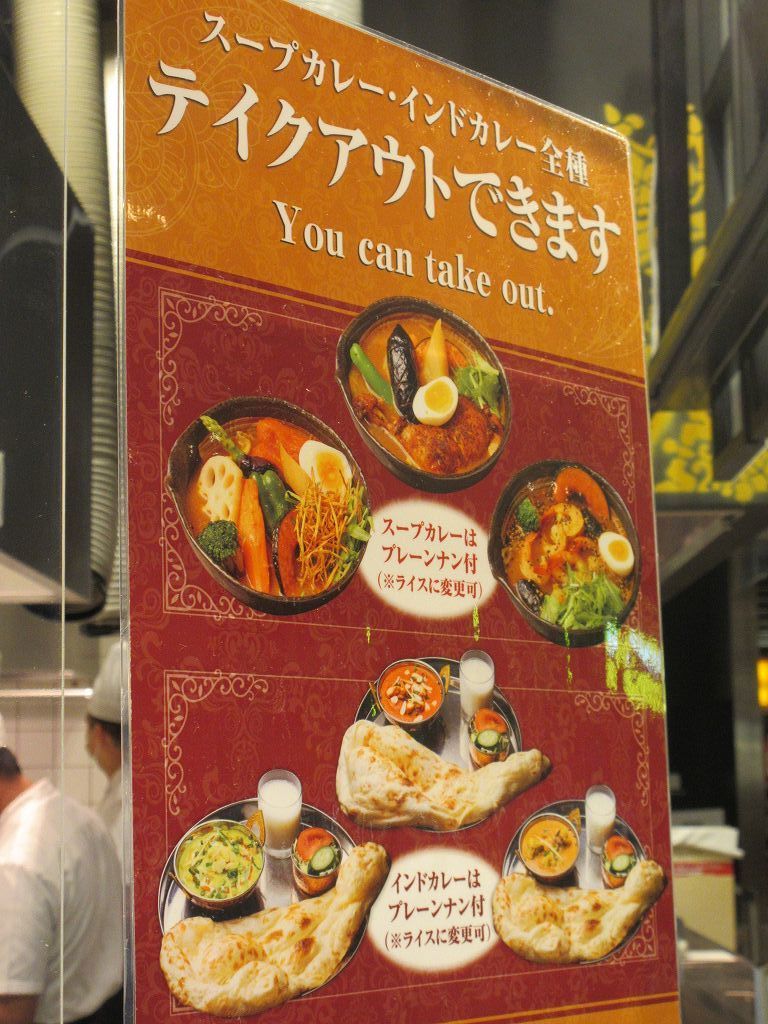 スープカレー・インドカレー全種
テイクアウトできます
You can take out.
スープカレーは
プレーンナン付
(※ライスに変更可)
インドカレーは
プレーンナン付
(※ライスに変更可)